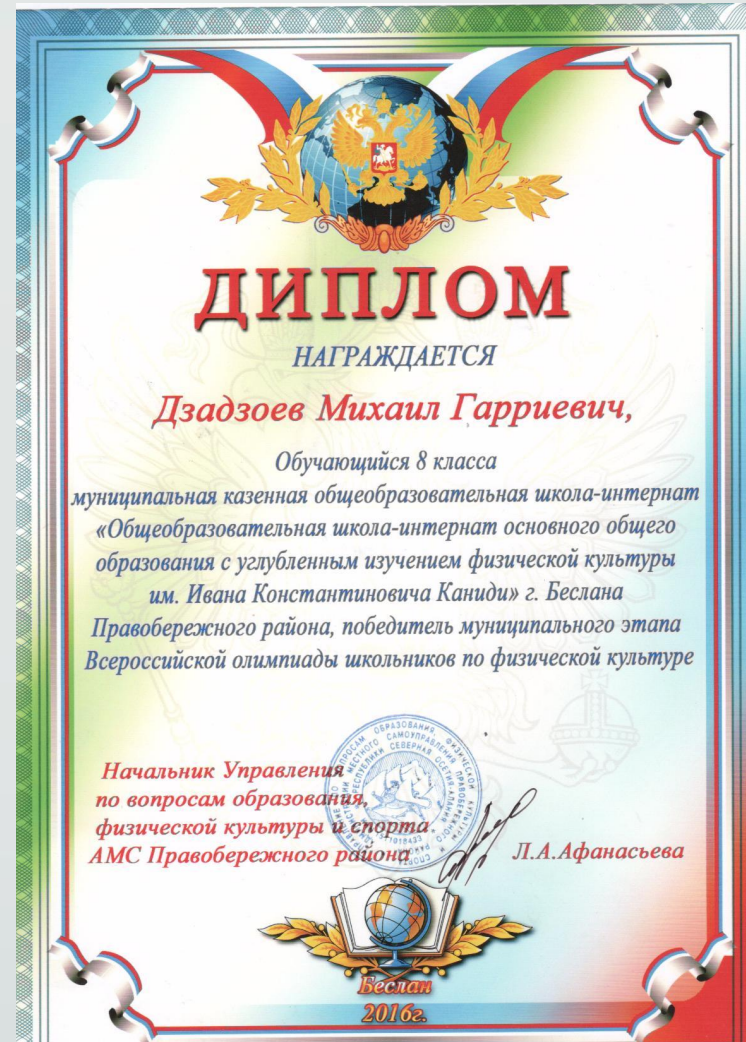 ДИПЛОМ
НАГРАЖДАЕТСЯ
Дзадзоев Михаил Гарриевич,
Обучающийся 8 класса
муниципальная казенная общеобразовательная школа-интернат
«Общеобразовательная школа-интернат основного общего
образования с углубленным изучением физической культуры
им. Ивана Константиновича Каниди» г. Беслана
Правобережного района, победитель муниципального этапа
Всероссийской олимпиады школьников по физической культуре
Начальник Управления
по вопросам образования,
физической культуры и спорта
АМС Правобережного района
Л.А.Афанасьева
Беслан
2016г.